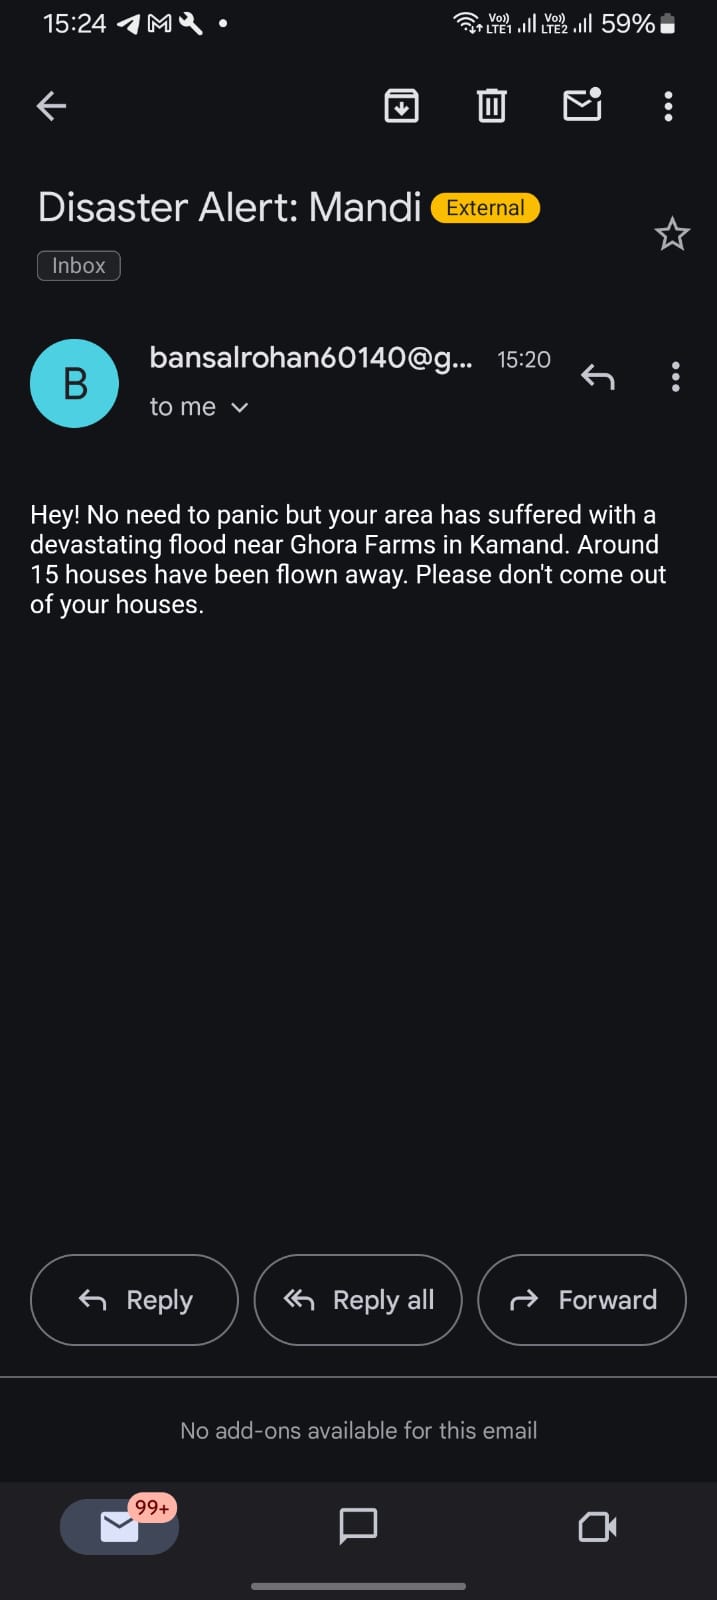 15:24 Vo)) LTE1 Vo)) LTE2 59%
Disaster Alert: Mandi External
Inbox
B
bansalrohan60140@g... 15:20
to me
Hey! No need to panic but your area has suffered with a
devastating flood near Ghora Farms in Kamand. Around
15 houses have been flown away. Please don't come out
of your houses.
Reply Reply all Forward
No add-ons available for this email
99+